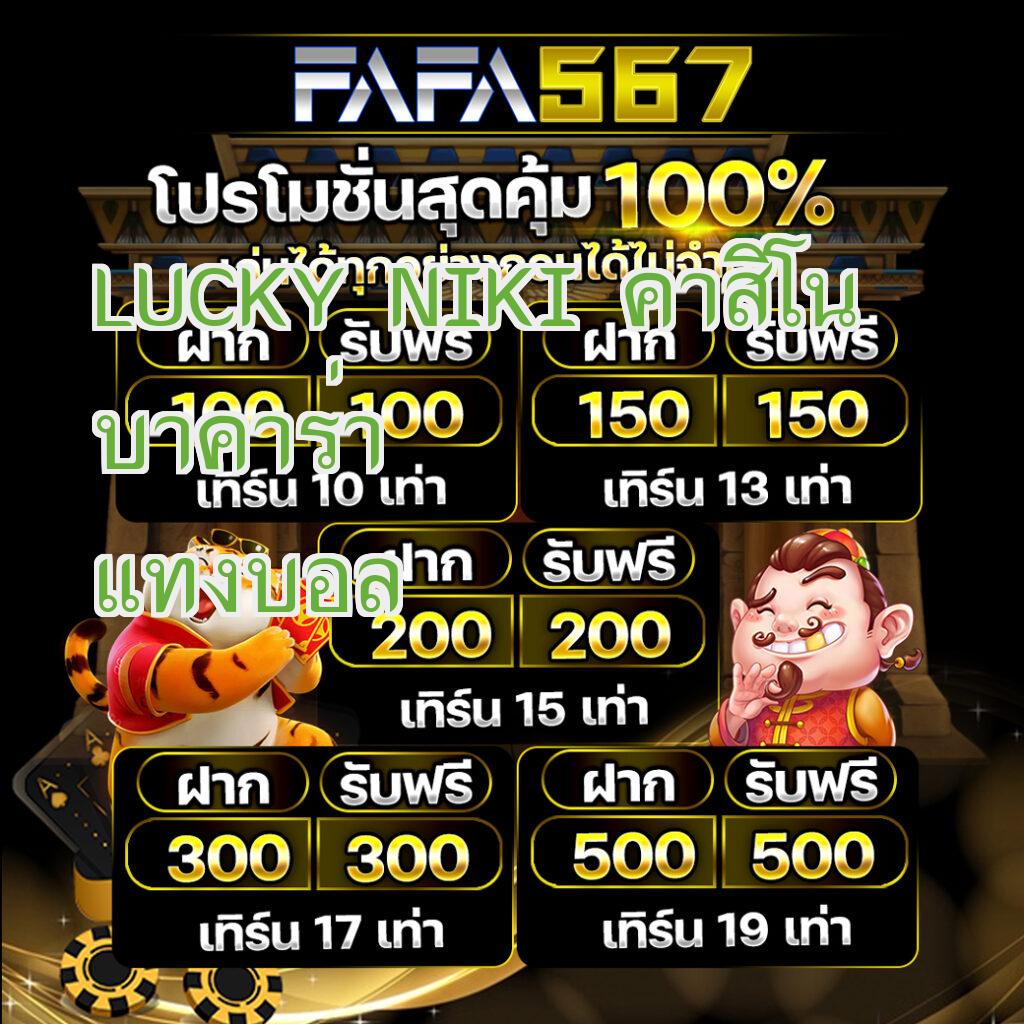 FAFA567
โปรโมชั่นสุดคุ้ม 100%
LUCKY NIKI คาสิโน
ฝาก รับฟรี ฝาก รับฟรี
100 100 150 150
บาคาร่า
เทิร์น 10 เท่า เทิร์น 13 เท่า
ฝาก รับฟรี
แทงบอล
200 200
เทิร์น 15 เท่า
ฝาก รับฟรี ฝาก รับฟรี
300 300 500 500
เทิร์น 17 เท่า เทิร์น 19 เท่า